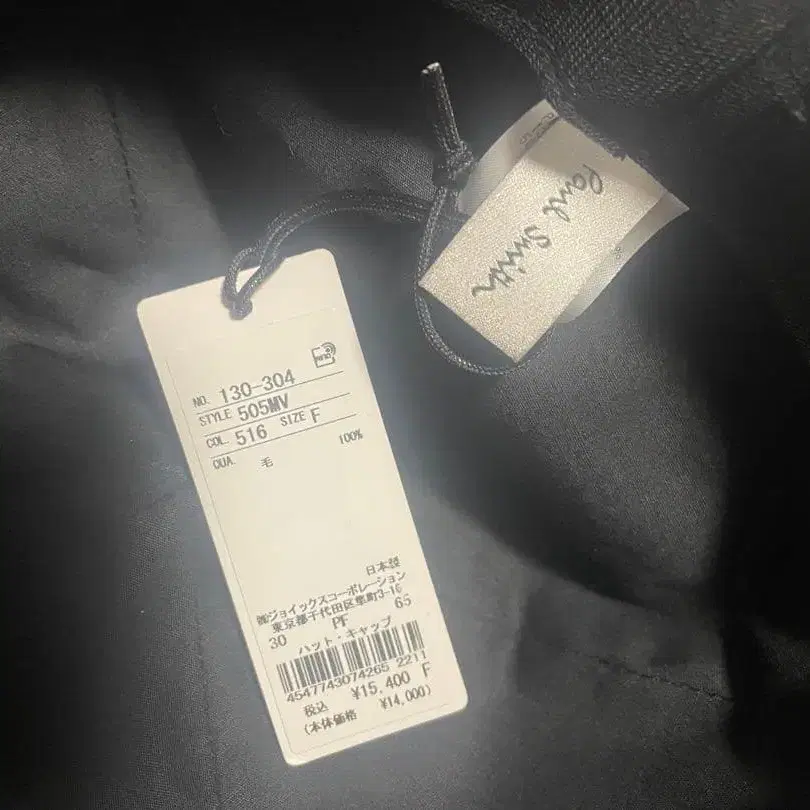 Paul Smith
NO. 130-304
STYLE 505MV
COL. 516 SIZE F
QUA. 毛 100%
日本製
㈱ジョイックスコーポレーション
東京都千代田区隼町3-16
30 PF 65
ハット・キャップ
4547743074265 2211
税込 ¥15,400 F
(本体価格 ¥14,000)